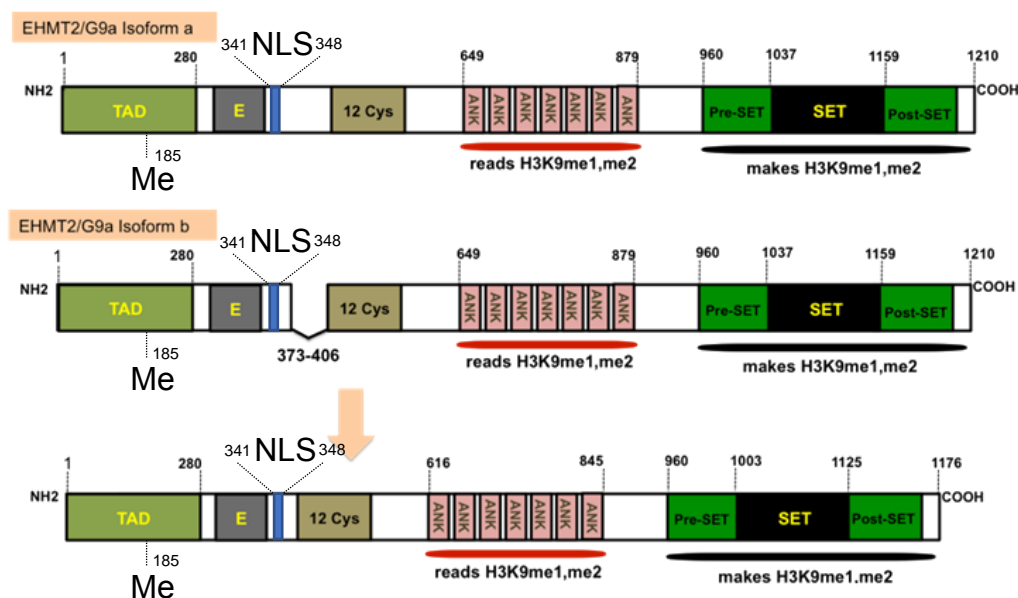 EHMT2/G9a Isoform a
341 NLS 348
1 280 649 879 960 1037 1159 1210
NH2 TAD E 12 Cys ANK ANK ANK ANK ANK ANK ANK Pre-SET SET Post-SET COOH
185
Me
reads H3K9me1,me2 makes H3K9me1,me2
EHMT2/G9a Isoform b
341 NLS 348
1 280 649 879 960 1037 1159 1210
NH2 TAD E 12 Cys ANK ANK ANK ANK ANK ANK ANK Pre-SET SET Post-SET COOH
185
Me
373-406
reads H3K9me1,me2 makes H3K9me1,me2
341 NLS 348
1 280 616 845 960 1003 1125 1176
NH2 TAD E 12 Cys ANK ANK ANK ANK ANK ANK ANK Pre-SET SET Post-SET COOH
185
Me
reads H3K9me1,me2 makes H3K9me1.me2